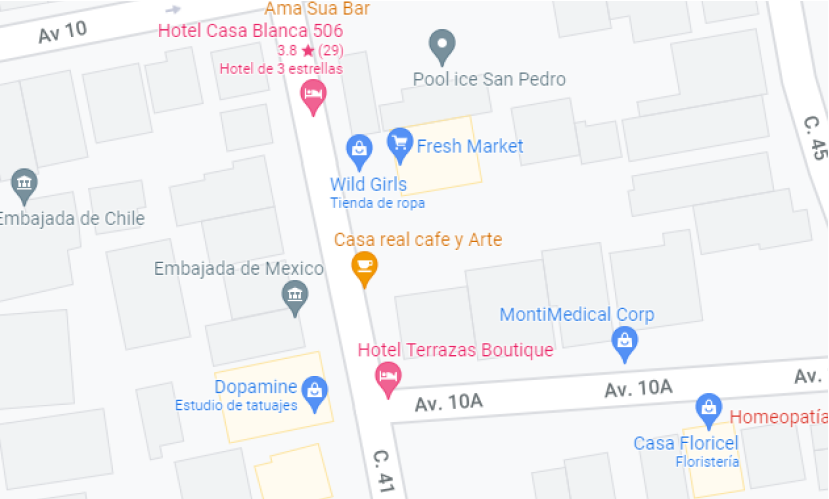 Ama Sua Bar
Av 10
Hotel Casa Blanca 506
3.8 ★ (29)
Hotel de 3 estrellas
Pool ice San Pedro
C. 45
Fresh Market
Wild Girls
Tienda de ropa
Embajada de Chile
Casa real cafe y Arte
Embajada de Mexico
MontiMedical Corp
Hotel Terrazas Boutique
Av. 10A
Av. 10A
Av.
Dopamine
Estudio de tatuajes
Homeopatía
Casa Floricel
Floristería
C. 41